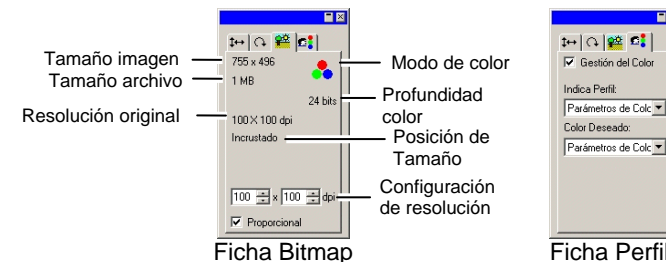 Tamaño imagen
Tamaño archivo
Resolución original
755 x 496
1 MB
24 bits
100 X 100 dpi
Incrustado
100 x 100 dpi
Proporcional
Modo de color
Profundidad
color
Posición de
Tamaño
Configuración
de resolución
Ficha Bitmap
Gestión del Color
Indica Perfil:
Parámetros de Colc
Color Deseado:
Parámetros de Colc
Ficha Perfil